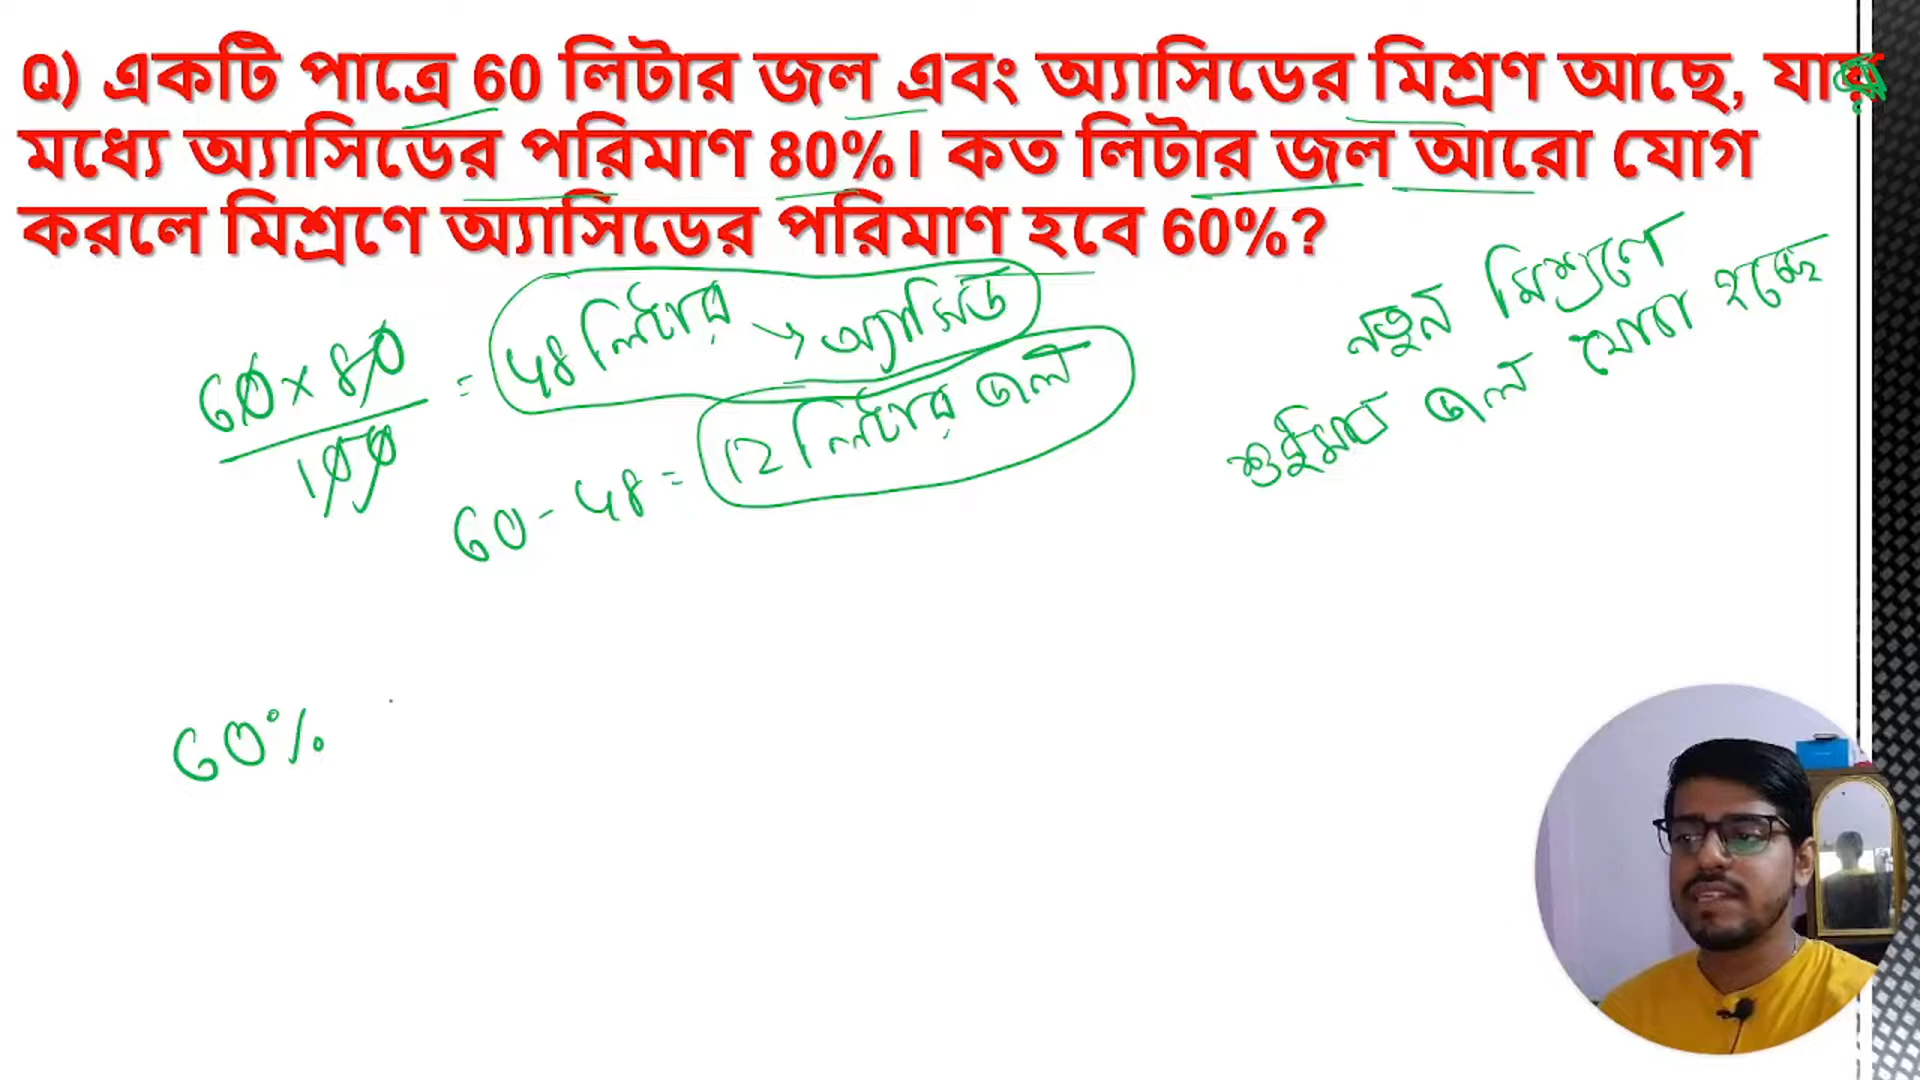 Q) একটি পাত্রে 60 লিটার জল এবং অ্যাসিডের মিশ্রণ আছে, যার
মধ্যে অ্যাসিডের পরিমাণ 80%। কত লিটার জল আরো যোগ
করলে মিশ্রণে অ্যাসিডের পরিমাণ হবে 60%?
60 × 80
100
= 48 লিটার → অ্যাসিড
60 - 48 = 12 লিটার জল
নতুন মিশ্রণে
শুধুমাত্র জল যোগ হচ্ছে
60%